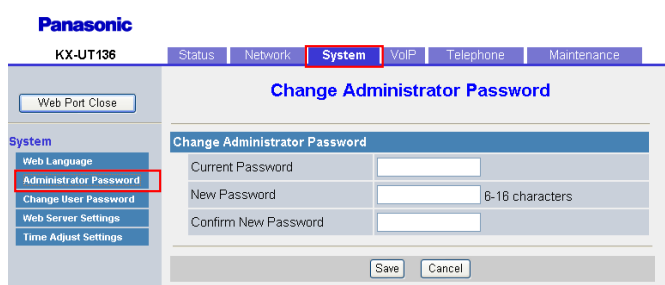 Panasonic
KX-UT136
Status Network System VoIP Telephone Maintenance
Web Port Close
Change Administrator Password
System
Web Language
Administrator Password
Change User Password
Web Server Settings
Time Adjust Settings
Change Administrator Password
Current Password
New Password 6-16 characters
Confirm New Password
Save Cancel